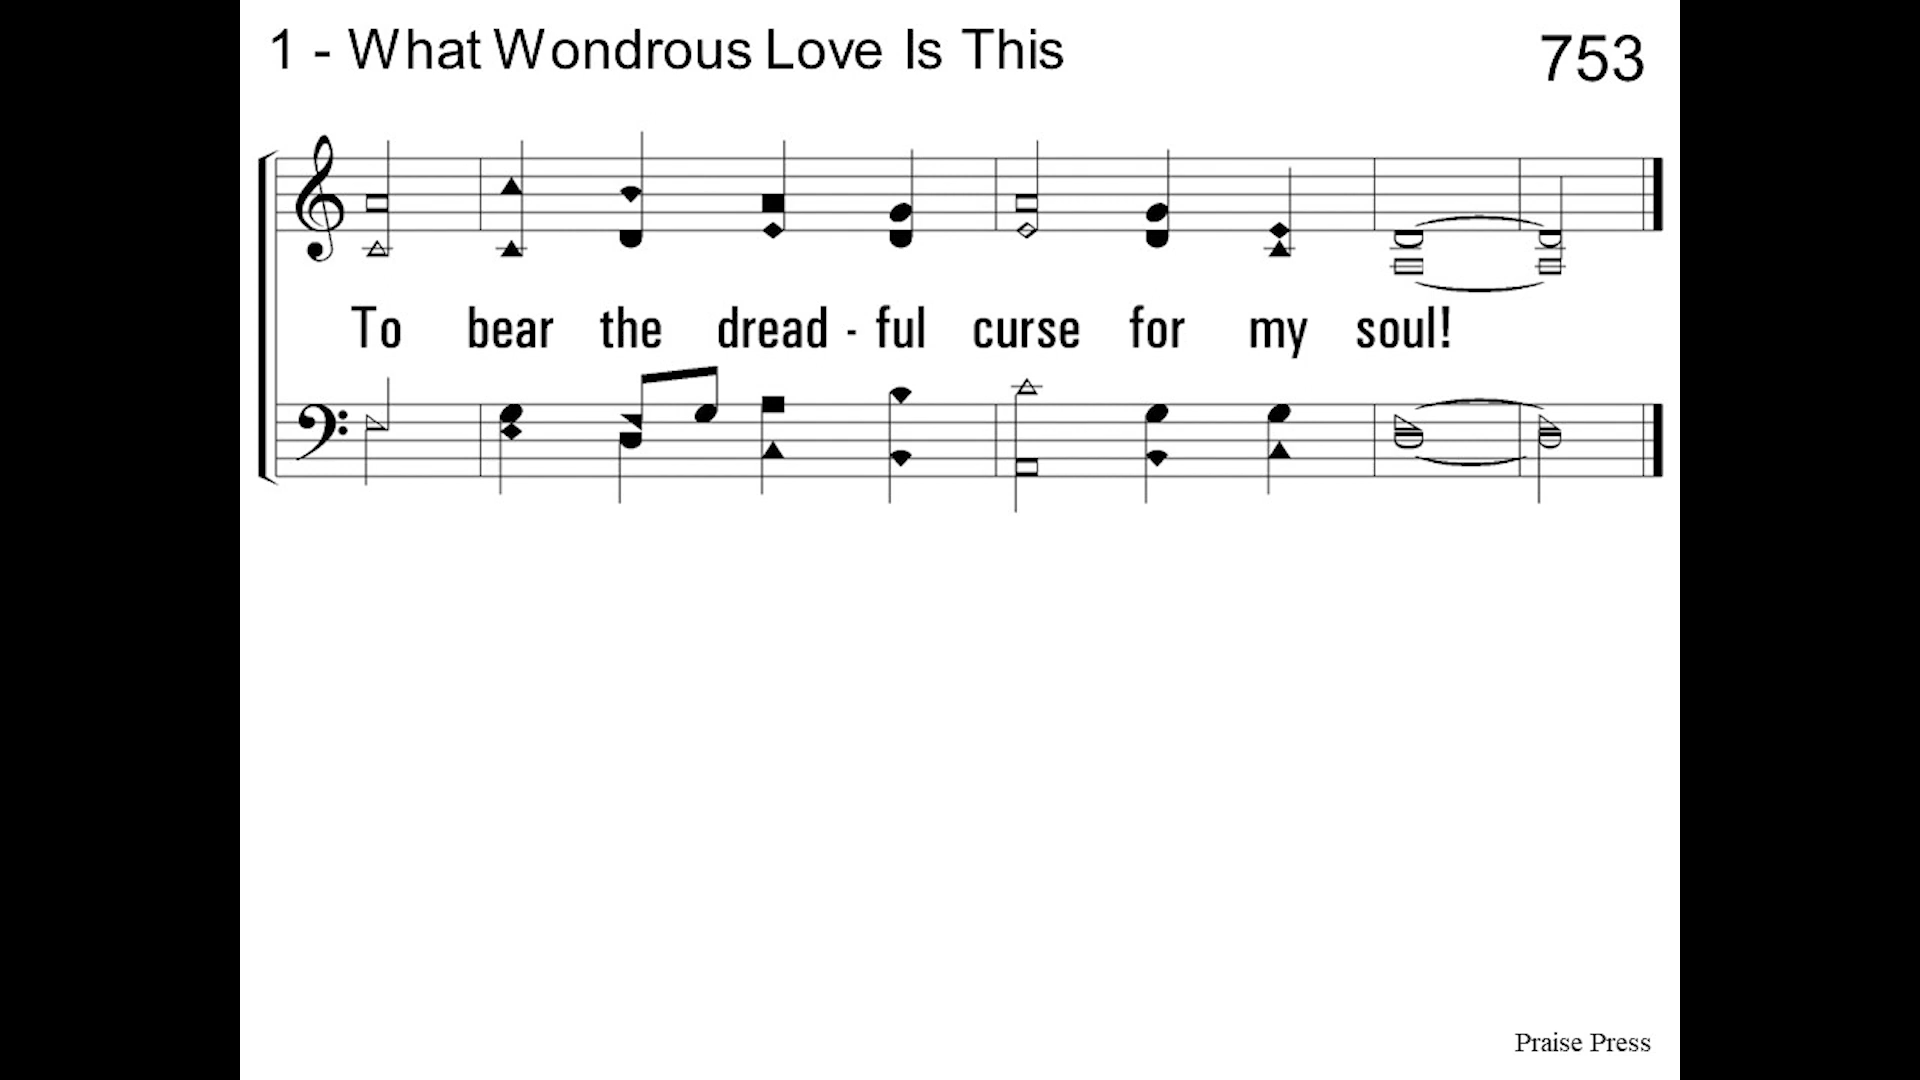 1 - What Wondrous Love Is This
753
To bear the dread - ful curse for my soul!
Praise Press